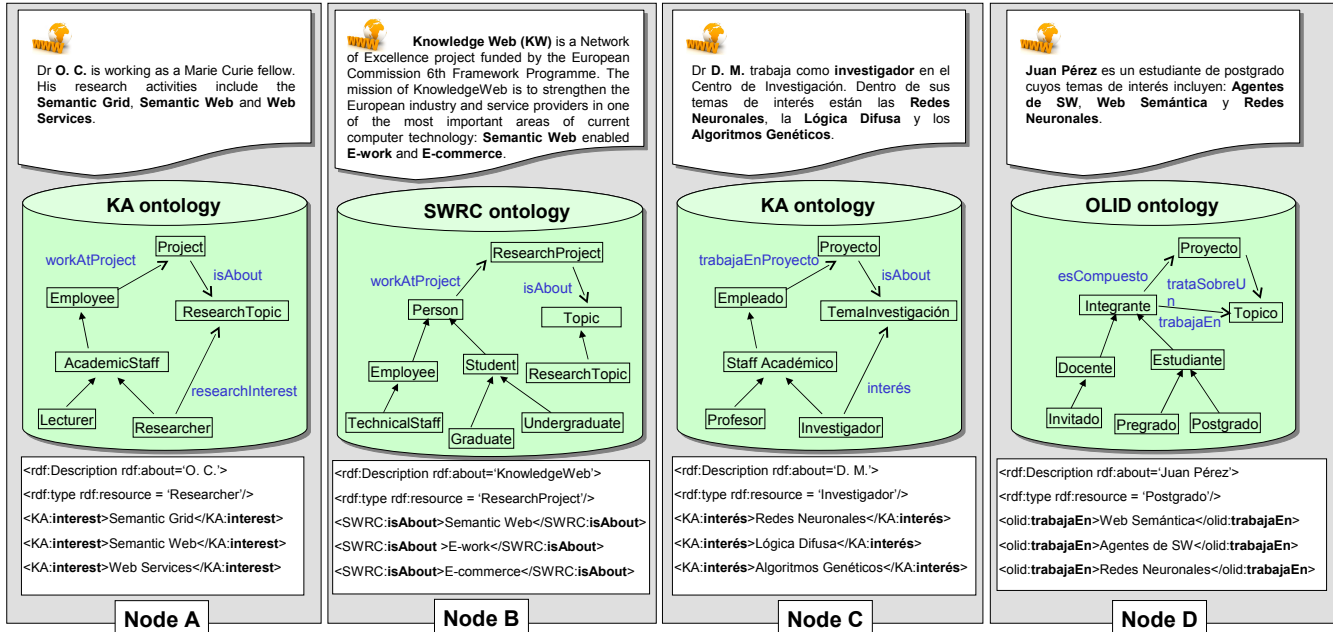 WWW
Dr O. C. is working as a Marie Curie fellow.
His research activities include the
Semantic Grid, Semantic Web and Web
Services.
KA ontology
Project
workAtProject
isAbout
Employee
ResearchTopic
AcademicStaff
researchInterest
Lecturer
Researcher
<rdf:Description rdf:about='O. C.'>
<rdf:type rdf:resource = 'Researcher'/>
<KA:interest>Semantic Grid</KA:interest>
<KA:interest>Semantic Web</KA:interest>
<KA:interest>Web Services</KA:interest>
Node A
WWW
Knowledge Web (KW) is a Network
of Excellence project funded by the European
Commission 6th Framework Programme. The
mission of KnowledgeWeb is to strengthen the
European industry and service providers in one
of the most important areas of current
computer technology: Semantic Web enabled
E-work and E-commerce.
SWRC ontology
ResearchProject
workAtProject
isAbout
Person
Topic
Student
Employee
ResearchTopic
TechnicalStaff
Undergraduate
Graduate
<rdf:Description rdf:about='KnowledgeWeb'>
<rdf:type rdf:resource = 'ResearchProject'/>
<SWRC:isAbout>Semantic Web</SWRC:isAbout>
<SWRC:isAbout >E-work</SWRC:isAbout>
<SWRC:isAbout>E-commerce</SWRC:isAbout>
Node B
WWW
Dr D. M. trabaja como investigador en el
Centro de Investigación. Dentro de sus
temas de interés están las Redes
Neuronales, la Lógica Difusa y los
Algoritmos Genéticos.
KA ontology
Proyecto
trabajaEnProyecto
isAbout
Empleado
TemaInvestigación
Staff Académico
interés
Profesor
Investigador
<rdf:Description rdf:about='D. M.'>
<rdf:type rdf:resource = 'Investigador'/>
<KA:interés>Redes Neuronales</KA:interés>
<KA:interés>Lógica Difusa</KA:interés>
<KA:interés>Algoritmos Genéticos</KA:interés>
Node C
WWW
Juan Pérez es un estudiante de postgrado
cuyos temas de interés incluyen: Agentes
de SW, Web Semántica y Redes
Neuronales.
OLID ontology
Proyecto
esCompuesto
trataSobreU
n
Integrante
Topico
trabajaEn
Estudiante
Docente
Invitado
Pregrado
Postgrado
<rdf:Description rdf:about='Juan Pérez'>
<rdf:type rdf:resource = 'Postgrado'/>
<olid:trabajaEn>Web Semántica</olid:trabajaEn>
<olid:trabajaEn>Agentes de SW</olid:trabajaEn>
<olid:trabajaEn>Redes Neuronales</olid:trabajaEn>
Node D